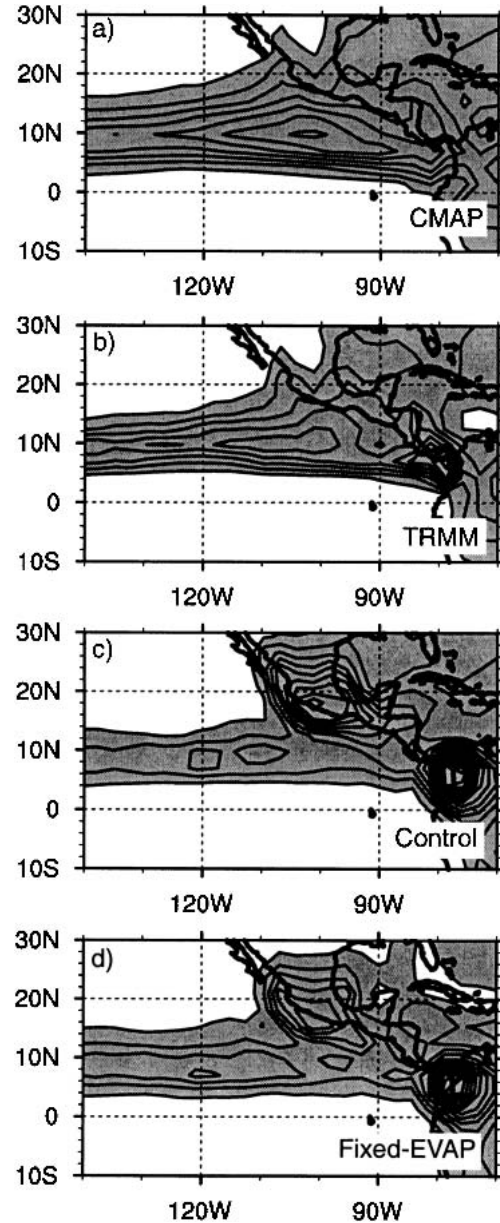 30N
a)
20N
10N
0
CMAP
10S
120W 90W
30N
b)
20N
10N
0
TRMM
10S
120W 90W
30N
c)
20N
10N
0
Control
10S
120W 90W
30N
d)
20N
10N
0
Fixed-EVAP
10S
120W 90W